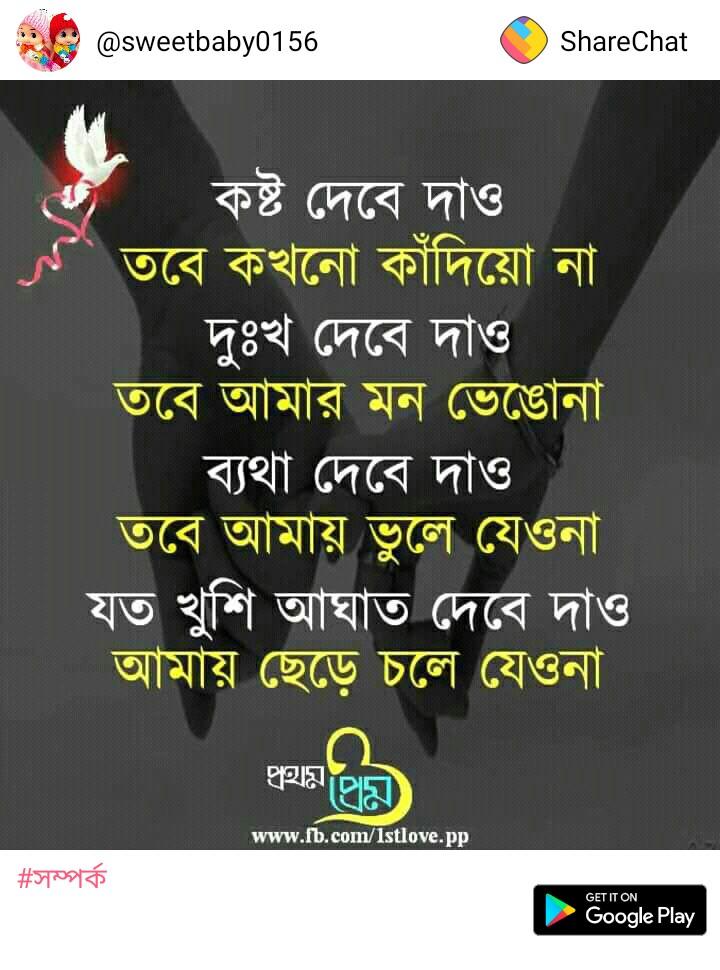 @sweetbaby0156
ShareChat
কষ্ট দেবে দাও
তবে কখনো কাঁদিয়ো না
দুঃখ দেবে দাও
তবে আমার মন ভেঙোনা
ব্যথা দেবে দাও
তবে আমায় ভুলে যেওনা
যত খুশি আঘাত দেবে দাও
আমায় ছেড়ে চলে যেওনা
প্রথম প্রেম
www.fb.com/1stlove.pp
#সম্পর্ক
GET IT ON
Google Play